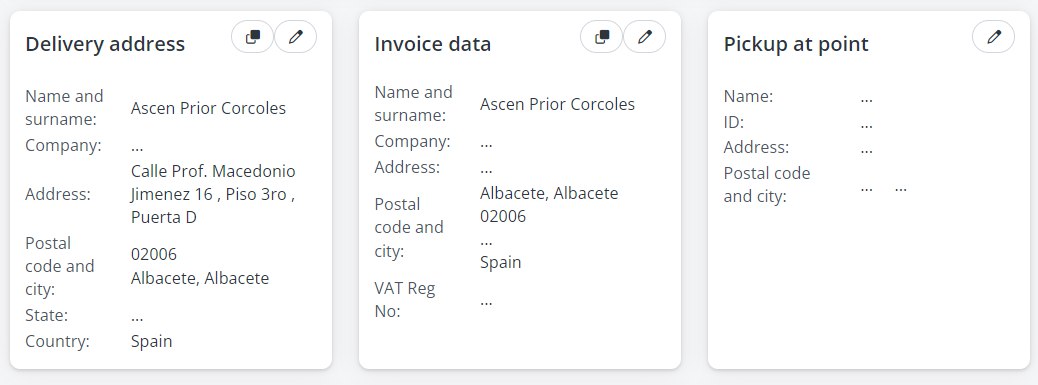 Delivery address
Name and
surname:
Ascen Prior Corcoles
Company:
...
Address:
Calle Prof. Macedonio
Jimenez 16 , Piso 3ro ,
Puerta D
Postal
code and
city:
02006
Albacete, Albacete
State:
...
Country:
Spain
Invoice data
Name and
surname:
Ascen Prior Corcoles
Company:
...
Address:
...
Postal
code and
city:
Albacete, Albacete
02006
...
Spain
VAT Reg
No:
...
Pickup at point
Name:
...
ID:
...
Address:
...
Postal code
and city:
... ...